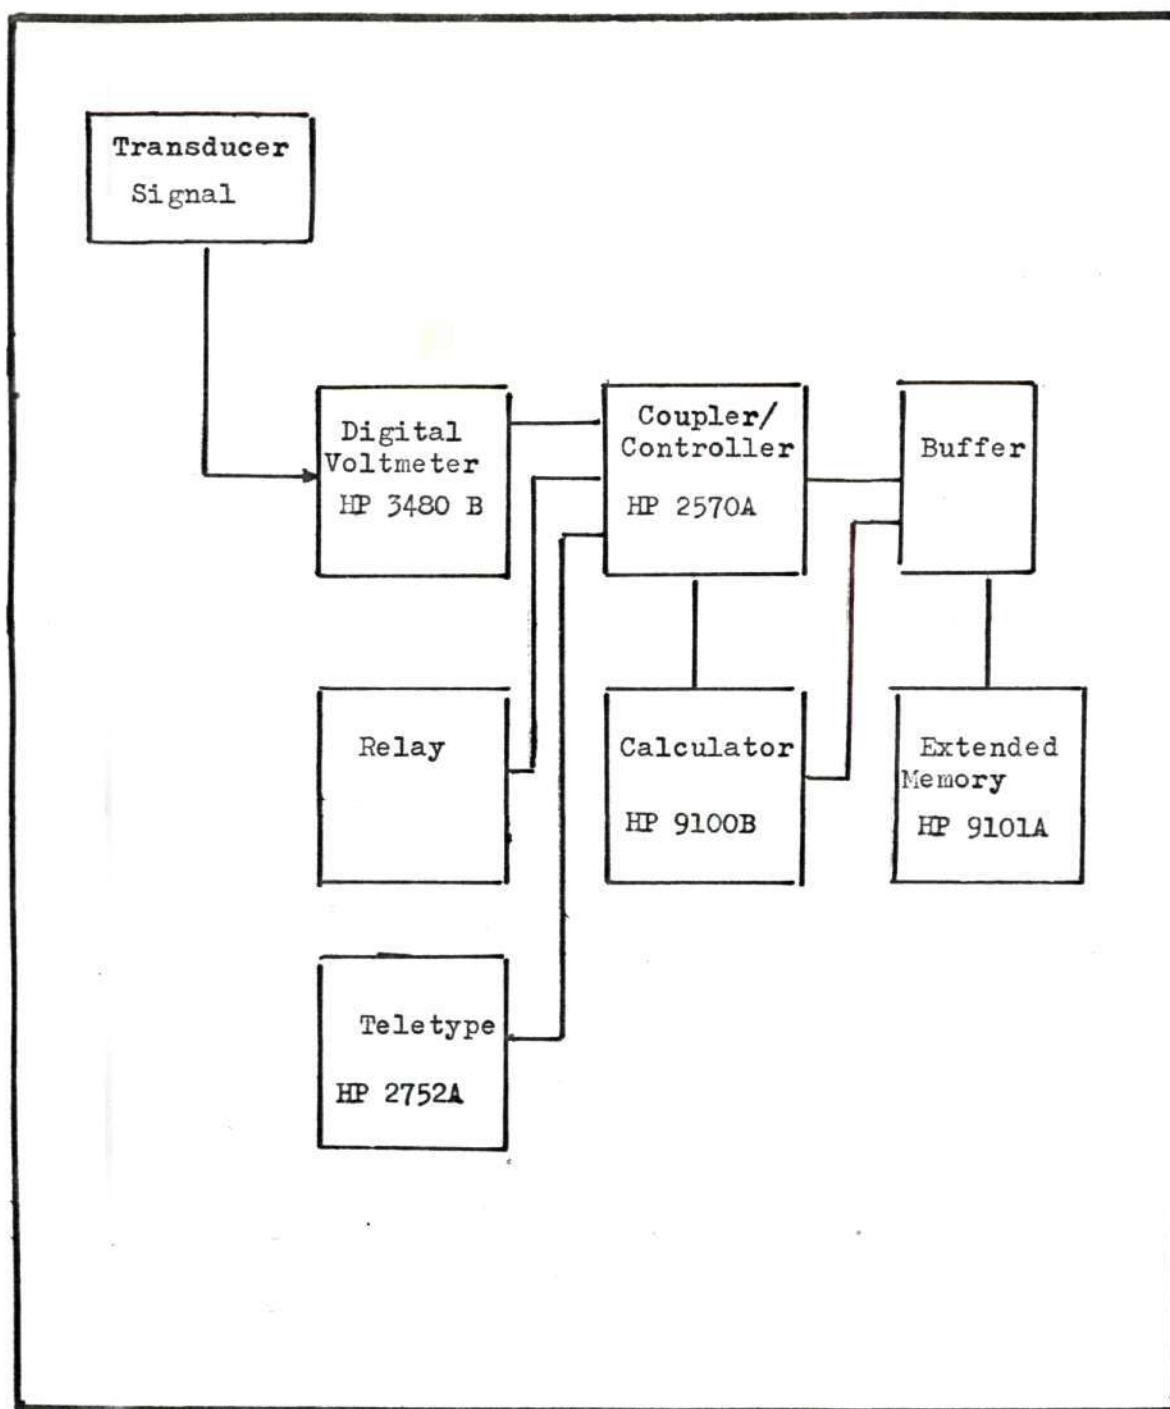 Transducer
Signal
Digital
Voltmeter
HP 3480 B
Coupler/
Controller
HP 2570A
Buffer
Relay
Calculator
HP 9100B
Extended
Memory
HP 9101A
Teletype
HP 2752A